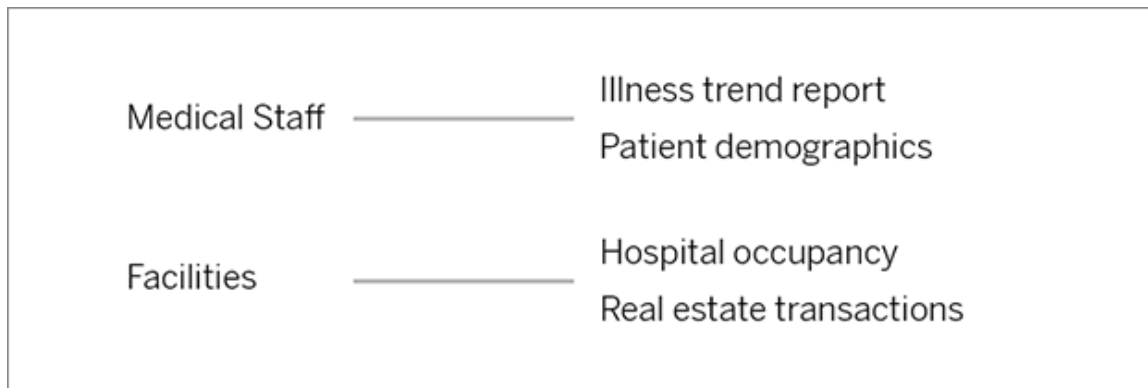 Medical Staff
Illness trend report
Patient demographics
Facilities
Hospital occupancy
Real estate transactions